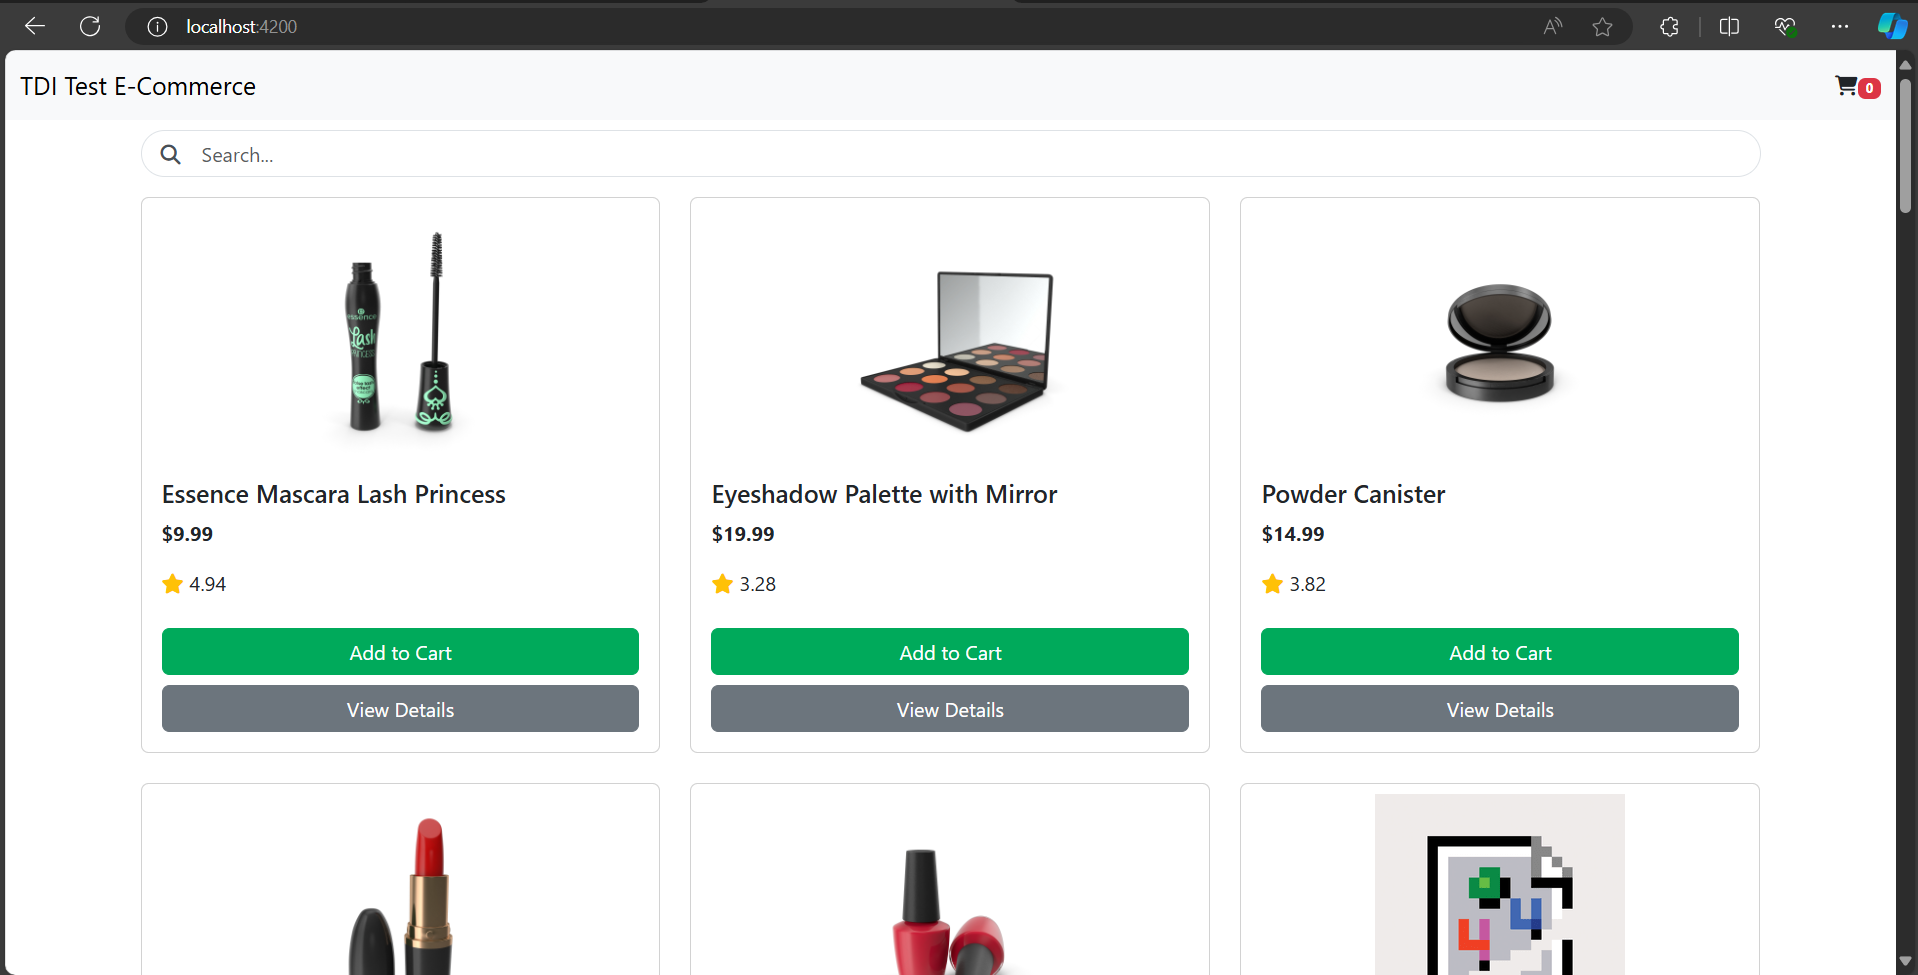 localhost:4200
TDI Test E-Commerce
0
Search...
essence
Lash
PRINCESS
Essence Mascara Lash Princess
$9.99
4.94
Add to Cart
View Details
Eyeshadow Palette with Mirror
$19.99
3.28
Add to Cart
View Details
Powder Canister
$14.99
3.82
Add to Cart
View Details